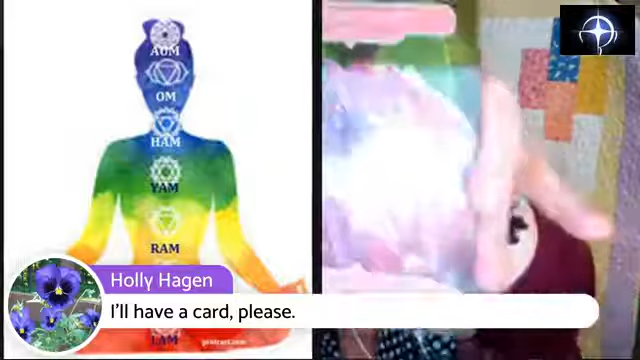 AUM
OM
HAM
YAM
RAM
Holly Hagen
I'll have a card, please.
LAM